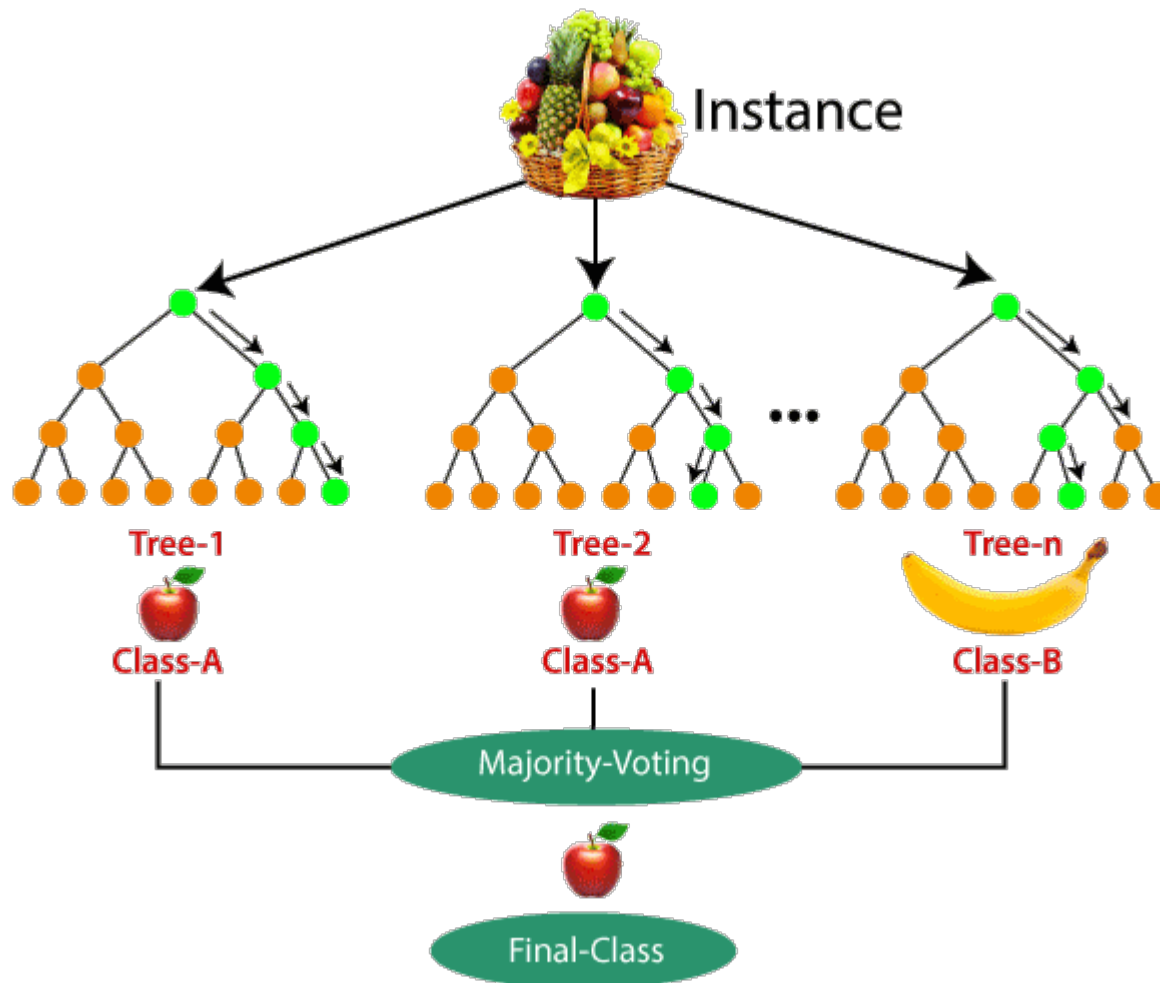 Instance
...
Tree-1
Tree-2
Tree-n
Class-A
Class-A
Class-B
Majority-Voting
Final-Class